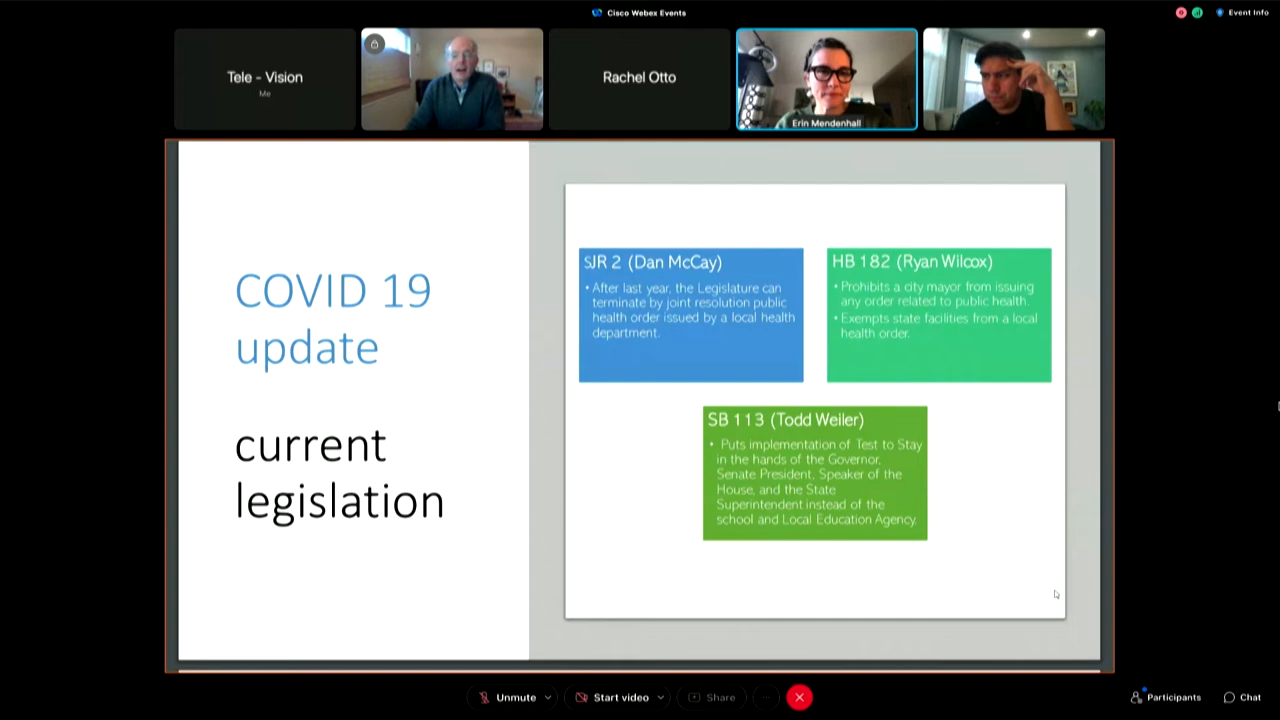 Cisco Webex Events
Event Info
Tele - Vision
Me
Rachel Otto
Erin Mendenhall
COVID 19
update
current
legislation
SJR 2 (Dan McCay)
• After last year, the Legislature can
terminate by joint resolution public
health order issued by a local health
department.
HB 182 (Ryan Wilcox)
• Prohibits a city mayor from issuing
any order related to public health.
• Exempts state facilities from a local
health order.
SB 113 (Todd Weiler)
• Puts implementation of Test to Stay
in the hands of the Governor,
Senate President, Speaker of the
House, and the State
Superintendent instead of the
school and Local Education Agency.
Unmute
Start video
Share
Participants
Chat